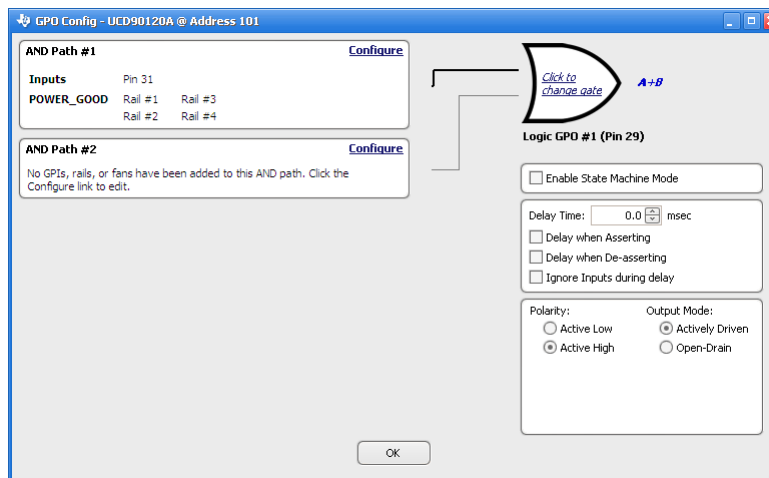 GPO Config - UCD90120A @ Address 101
AND Path #1 Configure
Inputs Pin 31
POWER_GOOD Rail #1 Rail #3
Rail #2 Rail #4
AND Path #2 Configure
No GPIs, rails, or fans have been added to this AND path. Click the
Configure link to edit.
Click to
change gate
A+B
Logic GPO #1 (Pin 29)
Enable State Machine Mode
Delay Time: 0.0 msec
Delay when Asserting
Delay when De-asserting
Ignore Inputs during delay
Polarity: Output Mode:
Active Low Actively Driven
Active High Open-Drain
OK